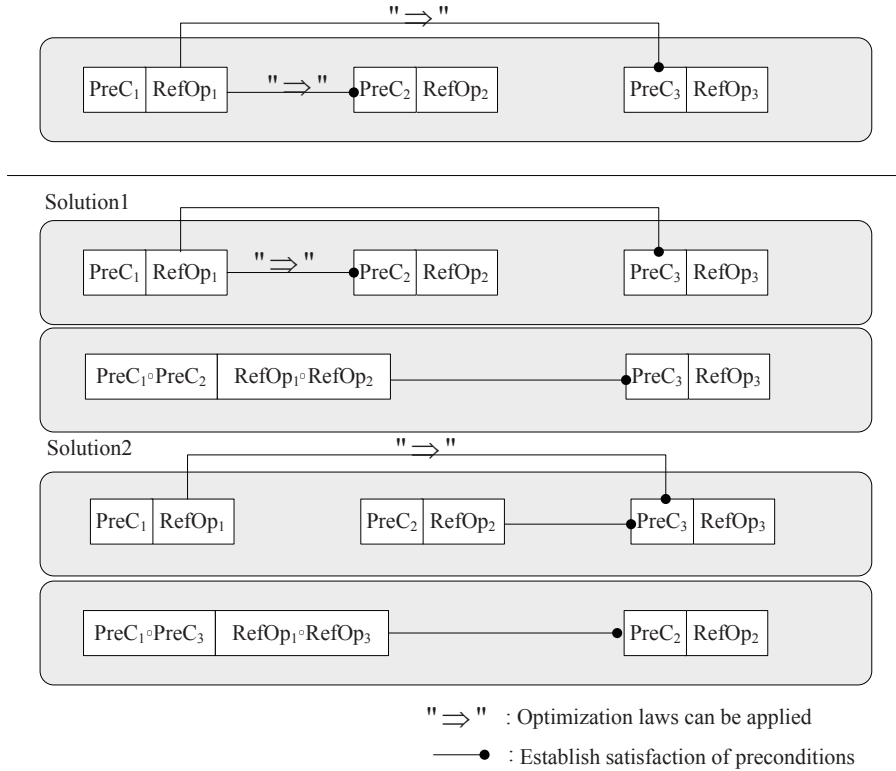 " ⇒ "
PreC₁ RefOp₁ " ⇒ " PreC₂ RefOp₂ PreC₃ RefOp₃
Solution1
PreC₁ RefOp₁ " ⇒ " PreC₂ RefOp₂ PreC₃ RefOp₃
PreC₁▫PreC₂ RefOp₁▫RefOp₂ PreC₃ RefOp₃
Solution2
" ⇒ "
PreC₁ RefOp₁ PreC₂ RefOp₂ PreC₃ RefOp₃
PreC₁▫PreC₃ RefOp₁▫RefOp₃ PreC₂ RefOp₂
" ⇒ " : Optimization laws can be applied
: Establish satisfaction of preconditions